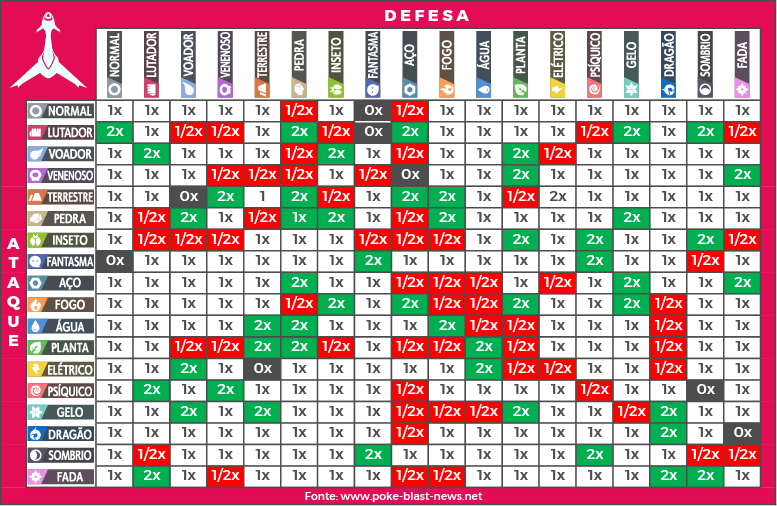 DEFESA
NORMAL LUTADOR VOADOR VENENOSO TERRESTRE PEDRA INSETO FANTASMA AÇO FOGO ÁGUA PLANTA ELÉTRICO PSÍQUICO GELO DRAGÃO SOMBRIO FADA
ATAQUE
NORMAL 1x 1x 1x 1x 1x 1/2x 1x 0x 1/2x 1x 1x 1x 1x 1x 1x 1x 1x 1x
LUTADOR 2x 1x 1/2x 1/2x 1x 2x 1/2x 0x 2x 1x 1x 1x 1x 1/2x 2x 1x 2x 1/2x
VOADOR 1x 2x 1x 1x 1x 1/2x 2x 1x 1/2x 1x 1x 2x 1/2x 1x 1x 1x 1x 1x
VENENOSO 1x 1x 1x 1/2x 1/2x 1/2x 1x 1/2x 0x 1x 1x 2x 1x 1x 1x 1x 1x 2x
TERRESTRE 1x 1x 0x 2x 1 2x 1/2x 1x 2x 2x 1x 1/2x 2x 1x 1x 1x 1x 1x
PEDRA 1x 1/2x 2x 1x 1/2x 1x 2x 1x 1/2x 2x 1x 1x 1x 1x 2x 1x 1x 1x
INSETO 1x 1/2x 1/2x 1/2x 1x 1x 1x 1/2x 1/2x 1/2x 1x 2x 1x 2x 1x 1x 2x 1/2x
FANTASMA 0x 1x 1x 1x 1x 1x 1x 2x 1x 1x 1x 1x 1x 2x 1x 1x 1/2x 1x
AÇO 1x 1x 1x 1x 1x 2x 1x 1x 1/2x 1/2x 1/2x 1x 1/2x 1x 2x 1x 1x 2x
FOGO 1x 1x 1x 1x 1x 1/2x 2x 1x 2x 1/2x 1/2x 2x 1x 1x 2x 1/2x 1x 1x
ÁGUA 1x 1x 1x 1x 2x 2x 1x 1x 1x 2x 1/2x 1/2x 1x 1x 1x 1/2x 1x 1x
PLANTA 1x 1x 1/2x 1/2x 2x 2x 1/2x 1x 1/2x 1/2x 2x 1/2x 1x 1x 1x 1/2x 1x 1x
ELÉTRICO 1x 1x 2x 1x 0x 1x 1x 1x 1x 1x 2x 1/2x 1/2x 1x 1x 1/2x 1x 1x
PSÍQUICO 1x 2x 1x 2x 1x 1x 1x 1x 1/2x 1x 1x 1x 1x 1/2x 1x 1x 0x 1x
GELO 1x 1x 2x 1x 2x 1x 1x 1x 1/2x 1/2x 1/2x 2x 1x 1x 1/2x 2x 1x 1x
DRAGÃO 1x 1x 1x 1x 1x 1x 1x 1x 1/2x 1x 1x 1x 1x 1x 1x 2x 1x 0x
SOMBRIO 1x 1/2x 1x 1x 1x 1x 1x 2x 1x 1x 1x 1x 1x 2x 1x 1x 1/2x 1/2x
FADA 1x 2x 1x 1/2x 1x 1x 1x 1x 1/2x 1/2x 1x 1x 1x 1x 1x 2x 2x 1x
Fonte: www.poke-blast-news.net